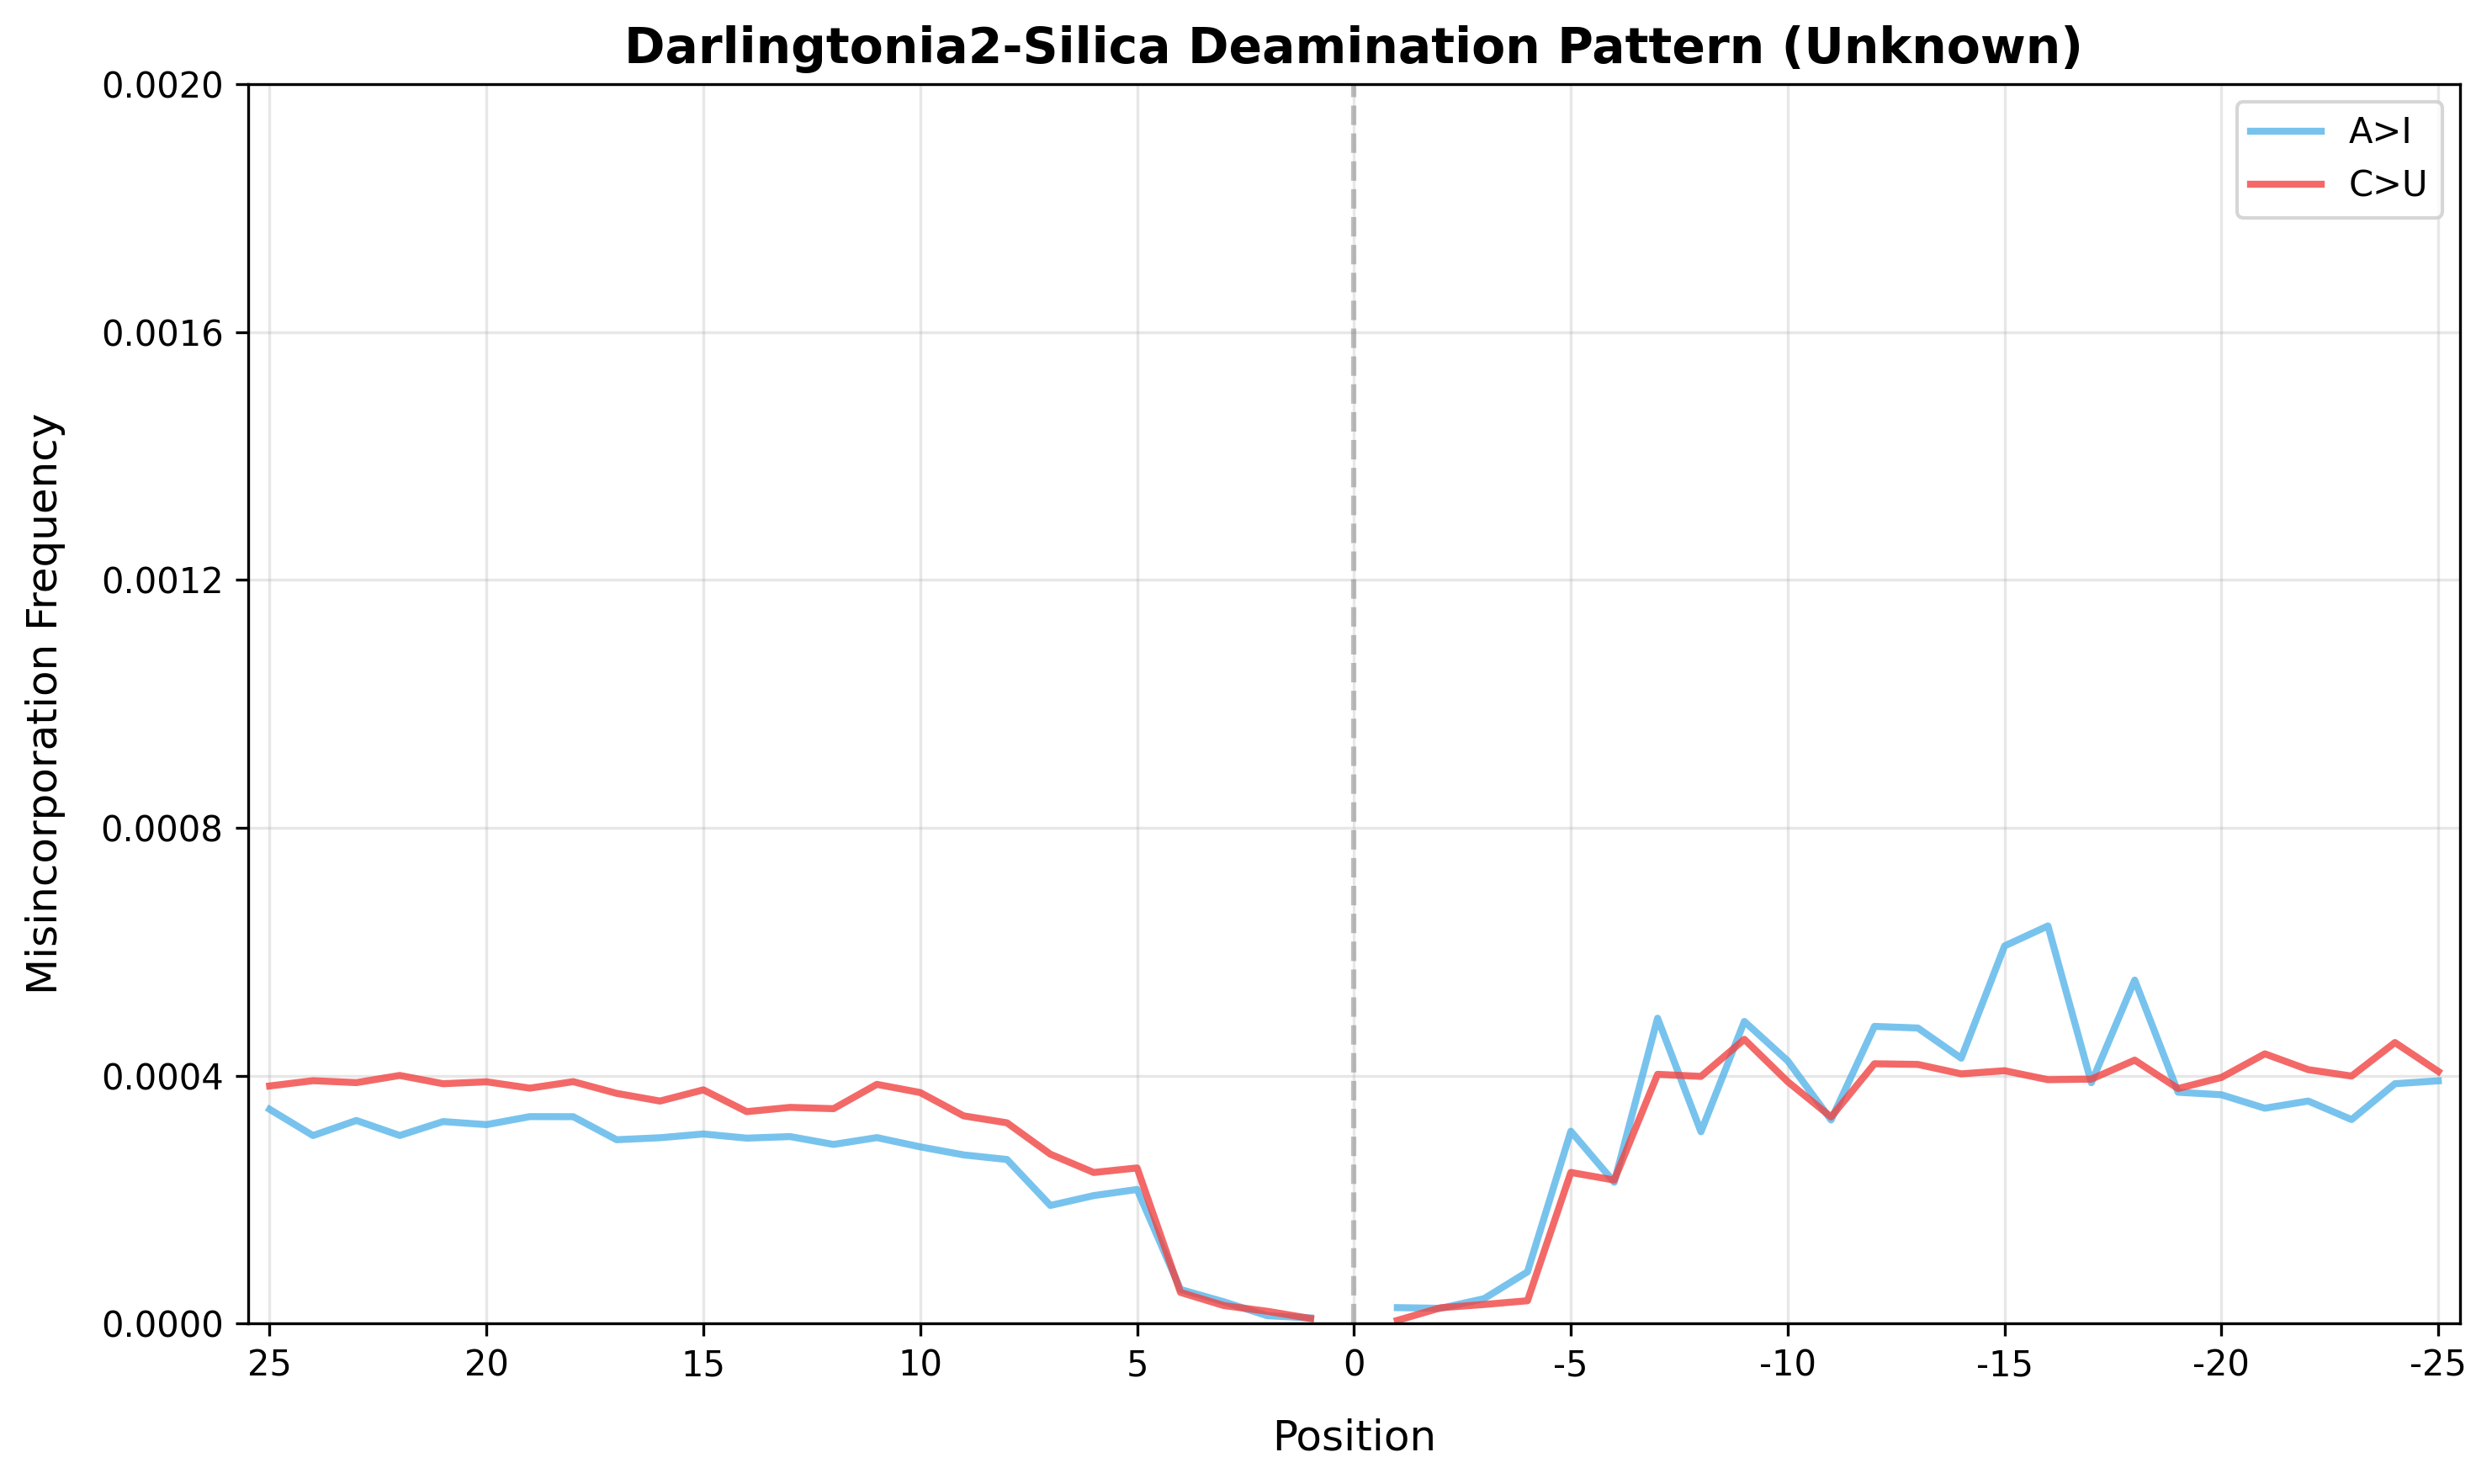 Darlingtonia2-Silica Deamination Pattern (Unknown)
A>I
C>U
Misincorporation Frequency
0.0020
0.0016
0.0012
0.0008
0.0004
0.0000
25 20 15 10 5 0 -5 -10 -15 -20 -25
Position